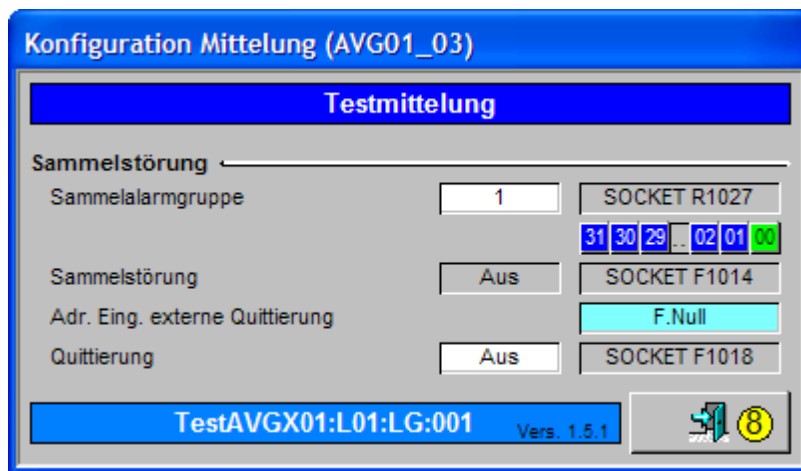 Konfiguration Mittelung (AVG01_03)
Testmittelung
Sammelstörung
Sammelalarmgruppe 1 SOCKET R1027
31 30 29 .. 02 01 00
Sammelstörung Aus SOCKET F1014
Adr. Eing. externe Quittierung F.Null
Quittierung Aus SOCKET F1018
TestAVGX01:L01:LG:001 Vers. 1.5.1 8